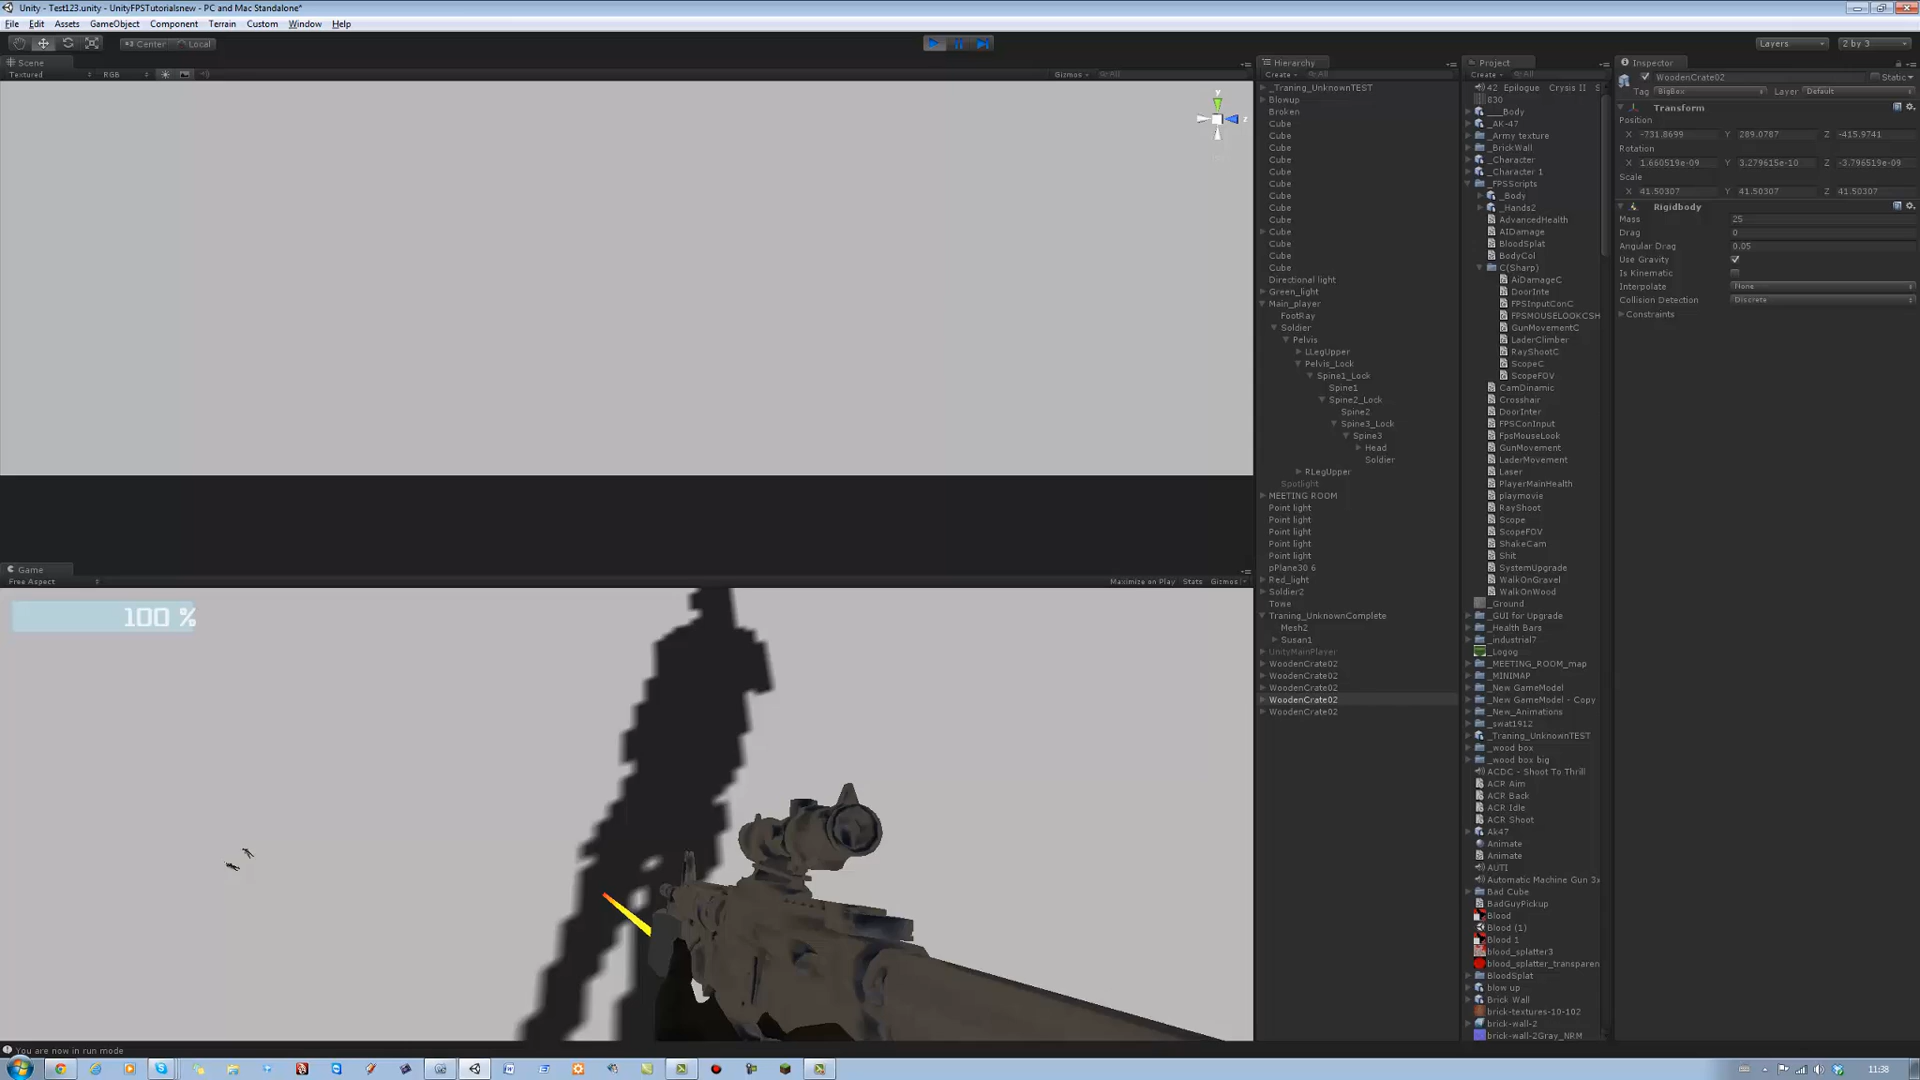 Unity - Test123.unity - UnityFPSTutorialsnew - PC and Mac Standalone*
File Edit Assets GameObject Component Terrain Custom Window Help
Center Local Layers 2 by 3
Scene
Textured RGB Gizmos All
y
z
Game
Free Aspect Maximize on Play Stats Gizmos
100 %
Hierarchy
Create All
_Traning_UnknownTEST
Blowup
Broken
Cube
Cube
Cube
Cube
Cube
Cube
Cube
Cube
Cube
Cube
Cube
Cube
Cube
Directional light
Green_light
Main_player
FootRay
Soldier
Pelvis
LLegUpper
Pelvis_Lock
Spine1_Lock
Spine1
Spine2_Lock
Spine2
Spine3_Lock
Spine3
Head
Soldier
RLegUpper
Spotlight
MEETING ROOM
Point light
Point light
Point light
Point light
Point light
pPlane30 6
Red_light
Soldier2
Towe
Traning_UnknownComplete
Mesh2
Susan1
UnityMainPlayer
WoodenCrate02
WoodenCrate02
WoodenCrate02
WoodenCrate02
WoodenCrate02
Project
Create All
42 Epilogue Crysis II S
830
___Body
_AK-47
_Army texture
_BrickWall
_Character
_Character 1
_FPSScripts
_Body
_Hands2
AdvancedHealth
AIDamage
BloodSplat
BodyCol
C(Sharp)
AiDamageC
DoorInte
FPSInputConC
FPSMOUSELOOKCSH
GunMovementC
LaderClimber
RayShootC
ScopeC
ScopeFOV
CamDinamic
Crosshair
DoorInter
FPSConInput
FpsMouseLook
GunMovement
LaderMovement
Laser
PlayerMainHealth
playmovie
RayShoot
Scope
ScopeFOV
ShakeCam
Shit
SystemUpgrade
WalkOnGravel
WalkOnWood
_Ground
_GUI for Upgrade
_Health Bars
_industrial7
_Logog
_MEETING_ROOM_map
_MINIMAP
_New GameModel
_New GameModel - Copy
_New_Animations
_swat1912
_Traning_UnknownTEST
_wood box
_wood box big
ACDC - Shoot To Thrill
ACR Aim
ACR Back
ACR Idle
ACR Shoot
Ak47
Animate
Animate
AUTI
Automatic Machine Gun 3x
Bad Cube
BadGuyPickup
Blood
Blood (1)
Blood 1
blood_splatter3
blood_splatter_transparen
BloodSplat
blow up
Brick Wall
brick-textures-10-102
brick-wall-2
brick-wall-2Gray_NRM
Inspector
WoodenCrate02 Static
Tag BigBox Layer Default
Transform
Position
X -731.8699 Y 289.0787 Z -415.9741
Rotation
X 1.660519e-09 Y 3.279615e-10 Z -3.796519e-09
Scale
X 41.50307 Y 41.50307 Z 41.50307
Rigidbody
Mass 25
Drag 0
Angular Drag 0.05
Use Gravity
Is Kinematic
Interpolate None
Collision Detection Discrete
Constraints
You are now in run mode
11:38